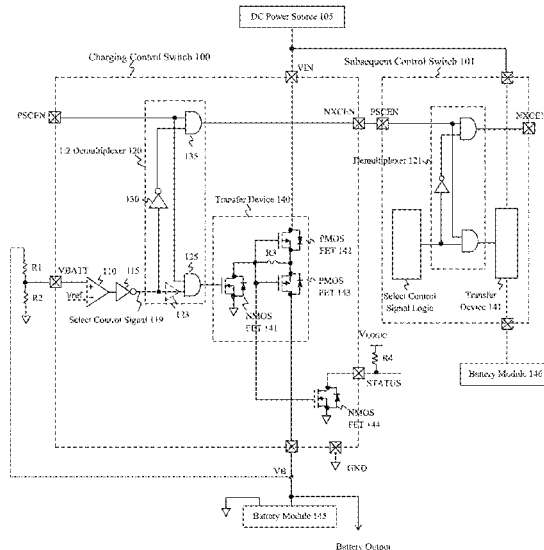 DC Power Source 105
Charging Control Switch 100
Subsequent Control Switch 101
VIN
PSCEN
NXCEN
PSCEN
NXCEN
135
1:2 Demultiplexer 120
Demultiplexer 121
130
Transfer Device 140
125
PMOS
FET 142
R3
R1
VBATT
110
115
PMOS
FET 143
R2
Vref
123
Select Control Signal 119
NMOS
FET 141
Select Control
Signal Logic
Transfer
Device 141
VLOGIC
R4
STATUS
Battery Module 146
NMOS
FET 144
VB
GND
Battery Module 145
Battery Output